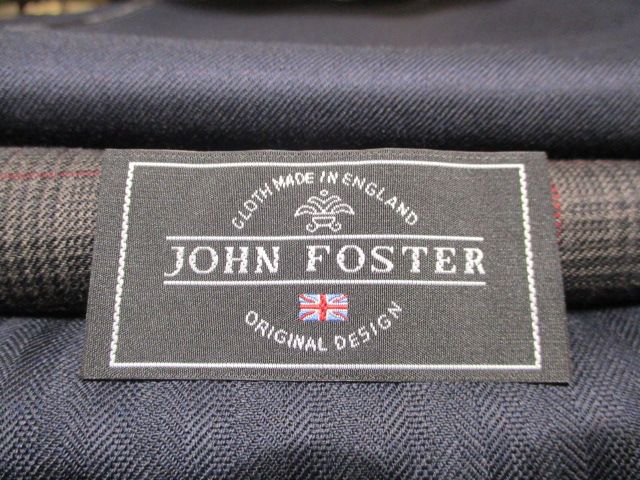 CLOTH MADE IN ENGLAND
JOHN FOSTER
ORIGINAL DESIGN